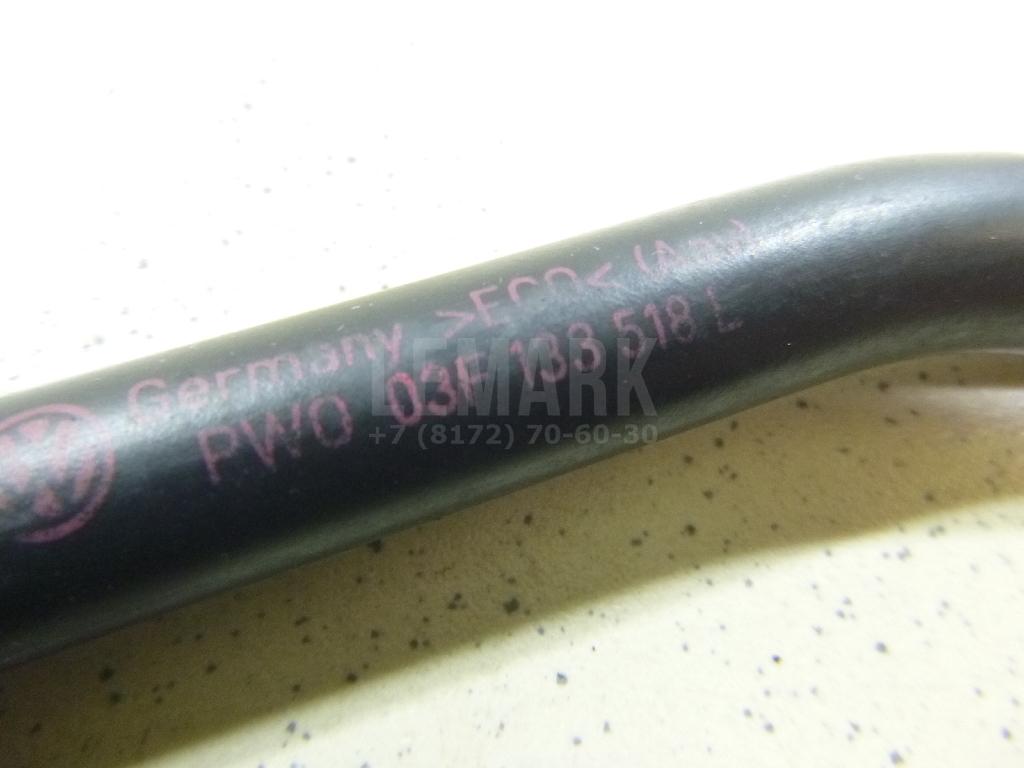 Germany >ECO<
PWO 03F 133 518 L
LEMARK
+7 (8172) 70-60-30